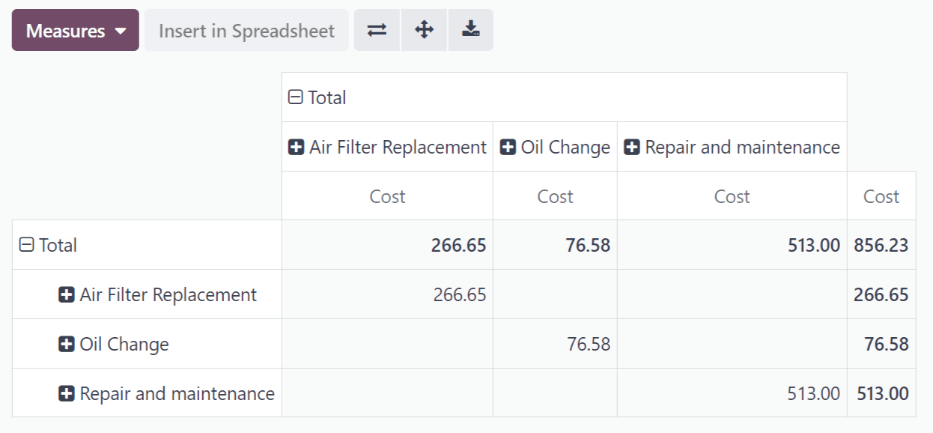 Measures Insert in Spreadsheet
Total
Air Filter Replacement Oil Change Repair and maintenance
Cost Cost Cost Cost
Total 266.65 76.58 513.00 856.23
Air Filter Replacement 266.65 266.65
Oil Change 76.58 76.58
Repair and maintenance 513.00 513.00